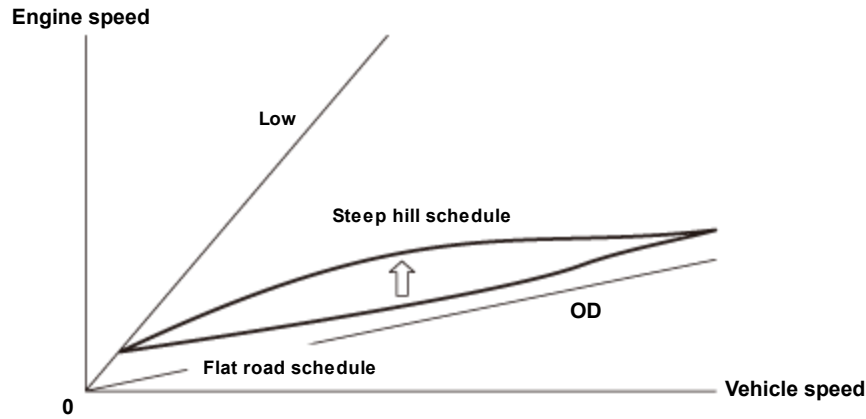 Engine speed
Low
Steep hill schedule
OD
Flat road schedule
Vehicle speed
0